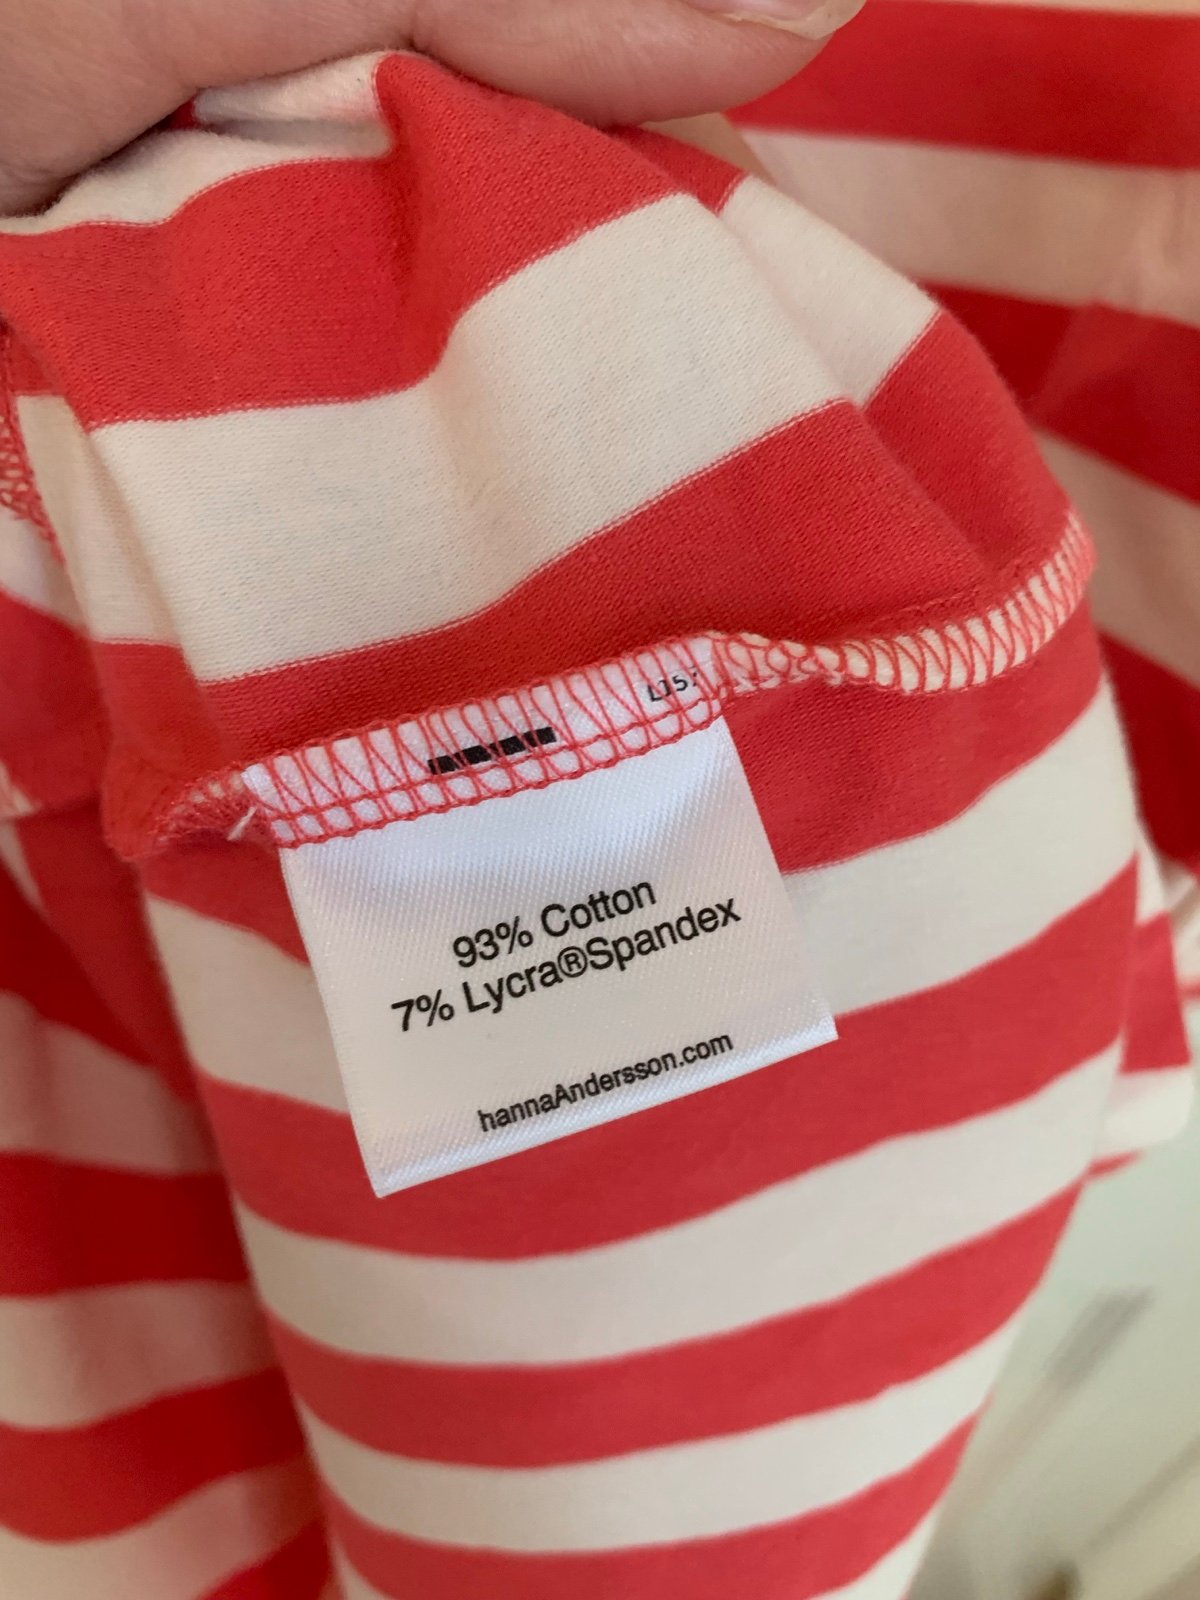 93% Cotton
7% Lycra®Spandex
hannaAndersson.com